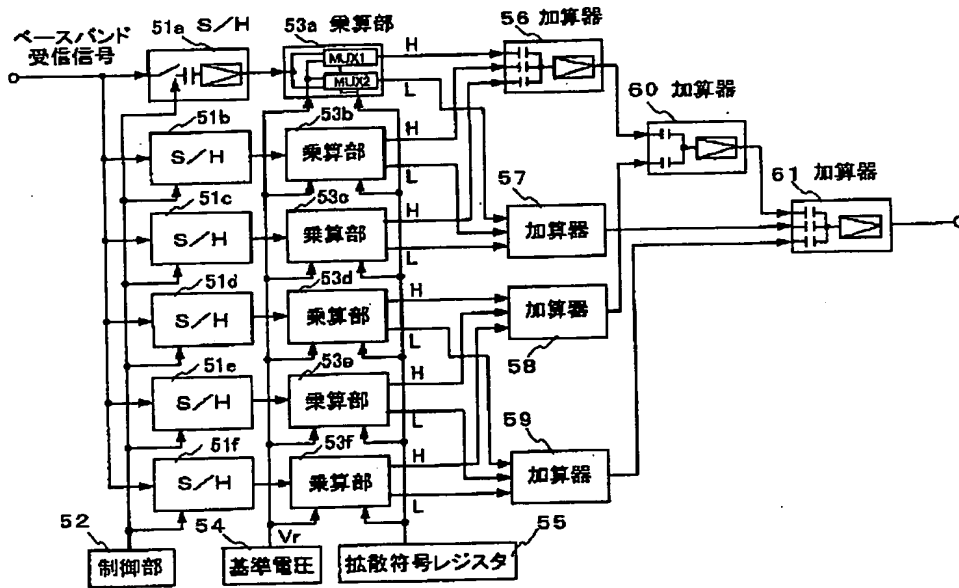 ベースバンド
受信信号
51a S/H
53a 乗算部
MUX1
MUX2
H
L
56 加算器
60 加算器
61 加算器
51b
S/H
53b
乗算部
H
L
51c
S/H
53c
乗算部
H
L
57
加算器
51d
S/H
53d
乗算部
H
L
加算器
58
51e
S/H
53e
乗算部
H
L
51f
S/H
53f
乗算部
H
L
59
加算器
52
制御部
54
Vr
基準電圧
55
拡散符号レジスタ